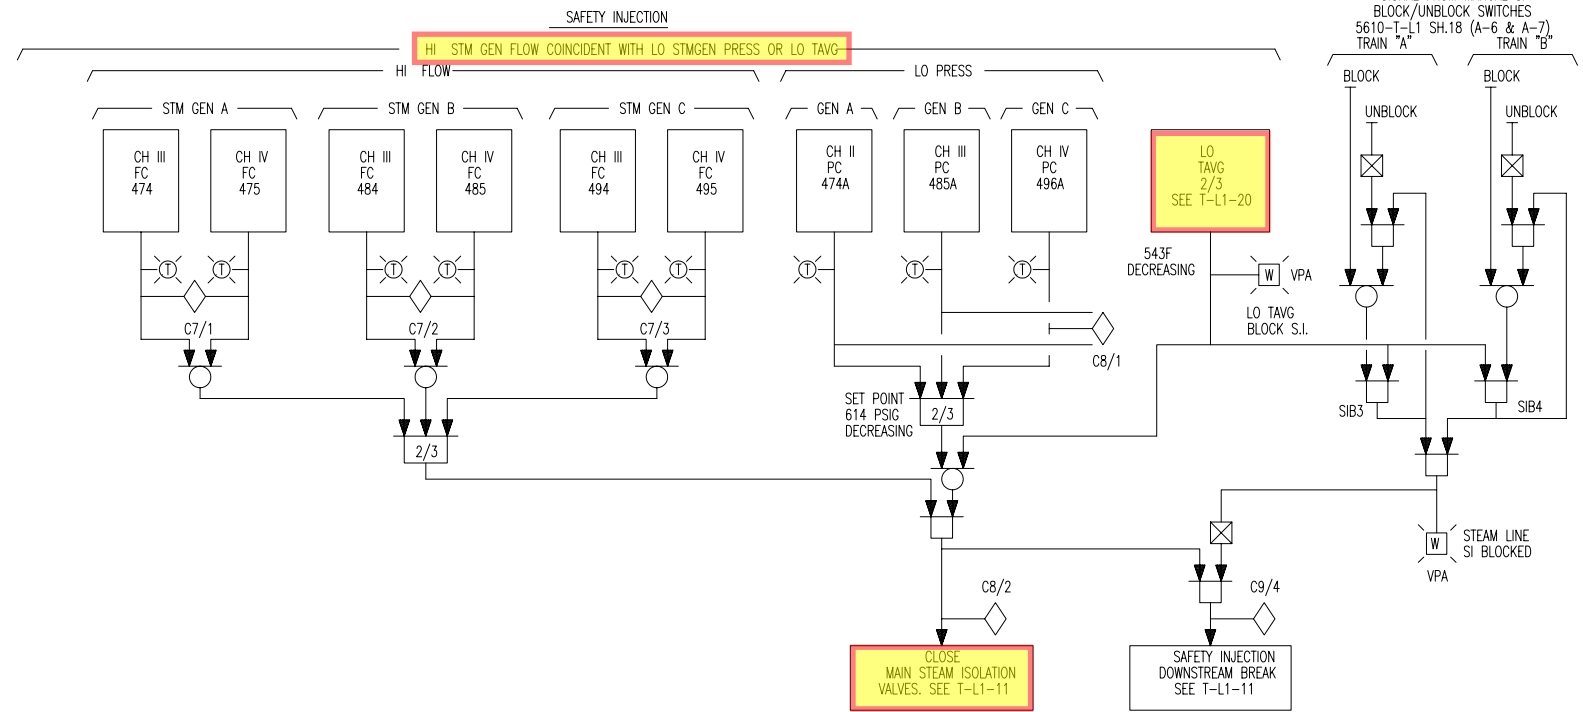 SAFETY INJECTION
HI STM GEN FLOW COINCIDENT WITH LO STMGEN PRESS OR LO TAVG
BLOCK/UNBLOCK SWITCHES
5610-T-L1 SH.18 (A-6 & A-7)
TRAIN "A"
TRAIN "B"
HI FLOW
LO PRESS
BLOCK
BLOCK
UNBLOCK
UNBLOCK
STM GEN A
STM GEN B
STM GEN C
GEN A
GEN B
GEN C
CH III
FC
474
CH IV
FC
475
CH III
FC
484
CH IV
FC
485
CH III
FC
494
CH IV
FC
495
CH II
PC
474A
CH III
PC
485A
CH IV
PC
496A
LO
TAVG
2/3
SEE T-L1-20
T
T
T
T
T
T
T
T
T
543F
DECREASING
W
VPA
LO TAVG
BLOCK S.I.
C7/1
C7/2
C7/3
C8/1
SET POINT
614 PSIG
DECREASING
2/3
2/3
SIB3
SIB4
W
STEAM LINE
SI BLOCKED
VPA
C8/2
C9/4
CLOSE
MAIN STEAM ISOLATION
VALVES. SEE T-L1-11
SAFETY INJECTION
DOWNSTREAM BREAK
SEE T-L1-11